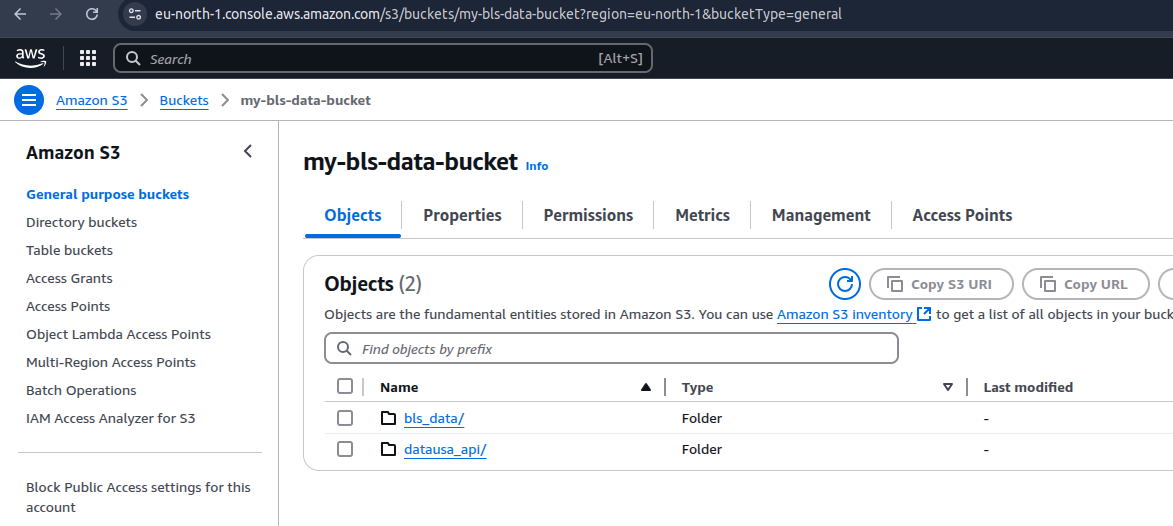 eu-north-1.console.aws.amazon.com/s3/buckets/my-bls-data-bucket?region=eu-north-1&bucketType=general
aws
Search [Alt+S]
Amazon S3 > Buckets > my-bls-data-bucket
Amazon S3
General purpose buckets
Directory buckets
Table buckets
Access Grants
Access Points
Object Lambda Access Points
Multi-Region Access Points
Batch Operations
IAM Access Analyzer for S3
Block Public Access settings for this
account
my-bls-data-bucket Info
Objects Properties Permissions Metrics Management Access Points
Objects (2) Copy S3 URI Copy URL
Objects are the fundamental entities stored in Amazon S3. You can use Amazon S3 inventory to get a list of all objects in your buck
Find objects by prefix
Name Type Last modified
bls_data/ Folder -
datausa_api/ Folder -